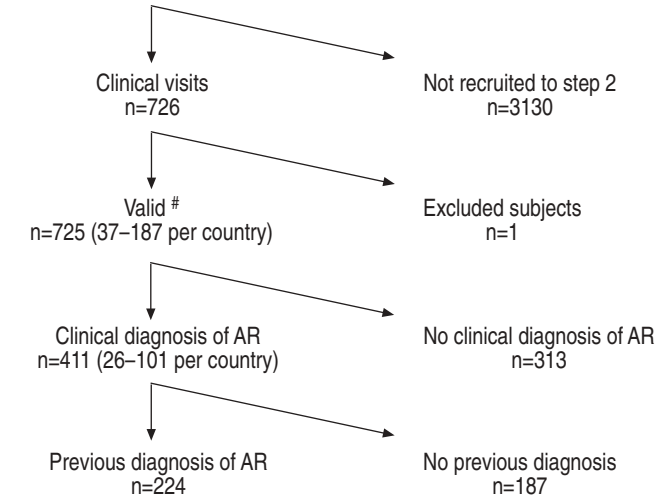 Clinical visits
n=726
Not recruited to step 2
n=3130
Valid #
n=725 (37–187 per country)
Excluded subjects
n=1
Clinical diagnosis of AR
n=411 (26–101 per country)
No clinical diagnosis of AR
n=313
Previous diagnosis of AR
n=224
No previous diagnosis
n=187